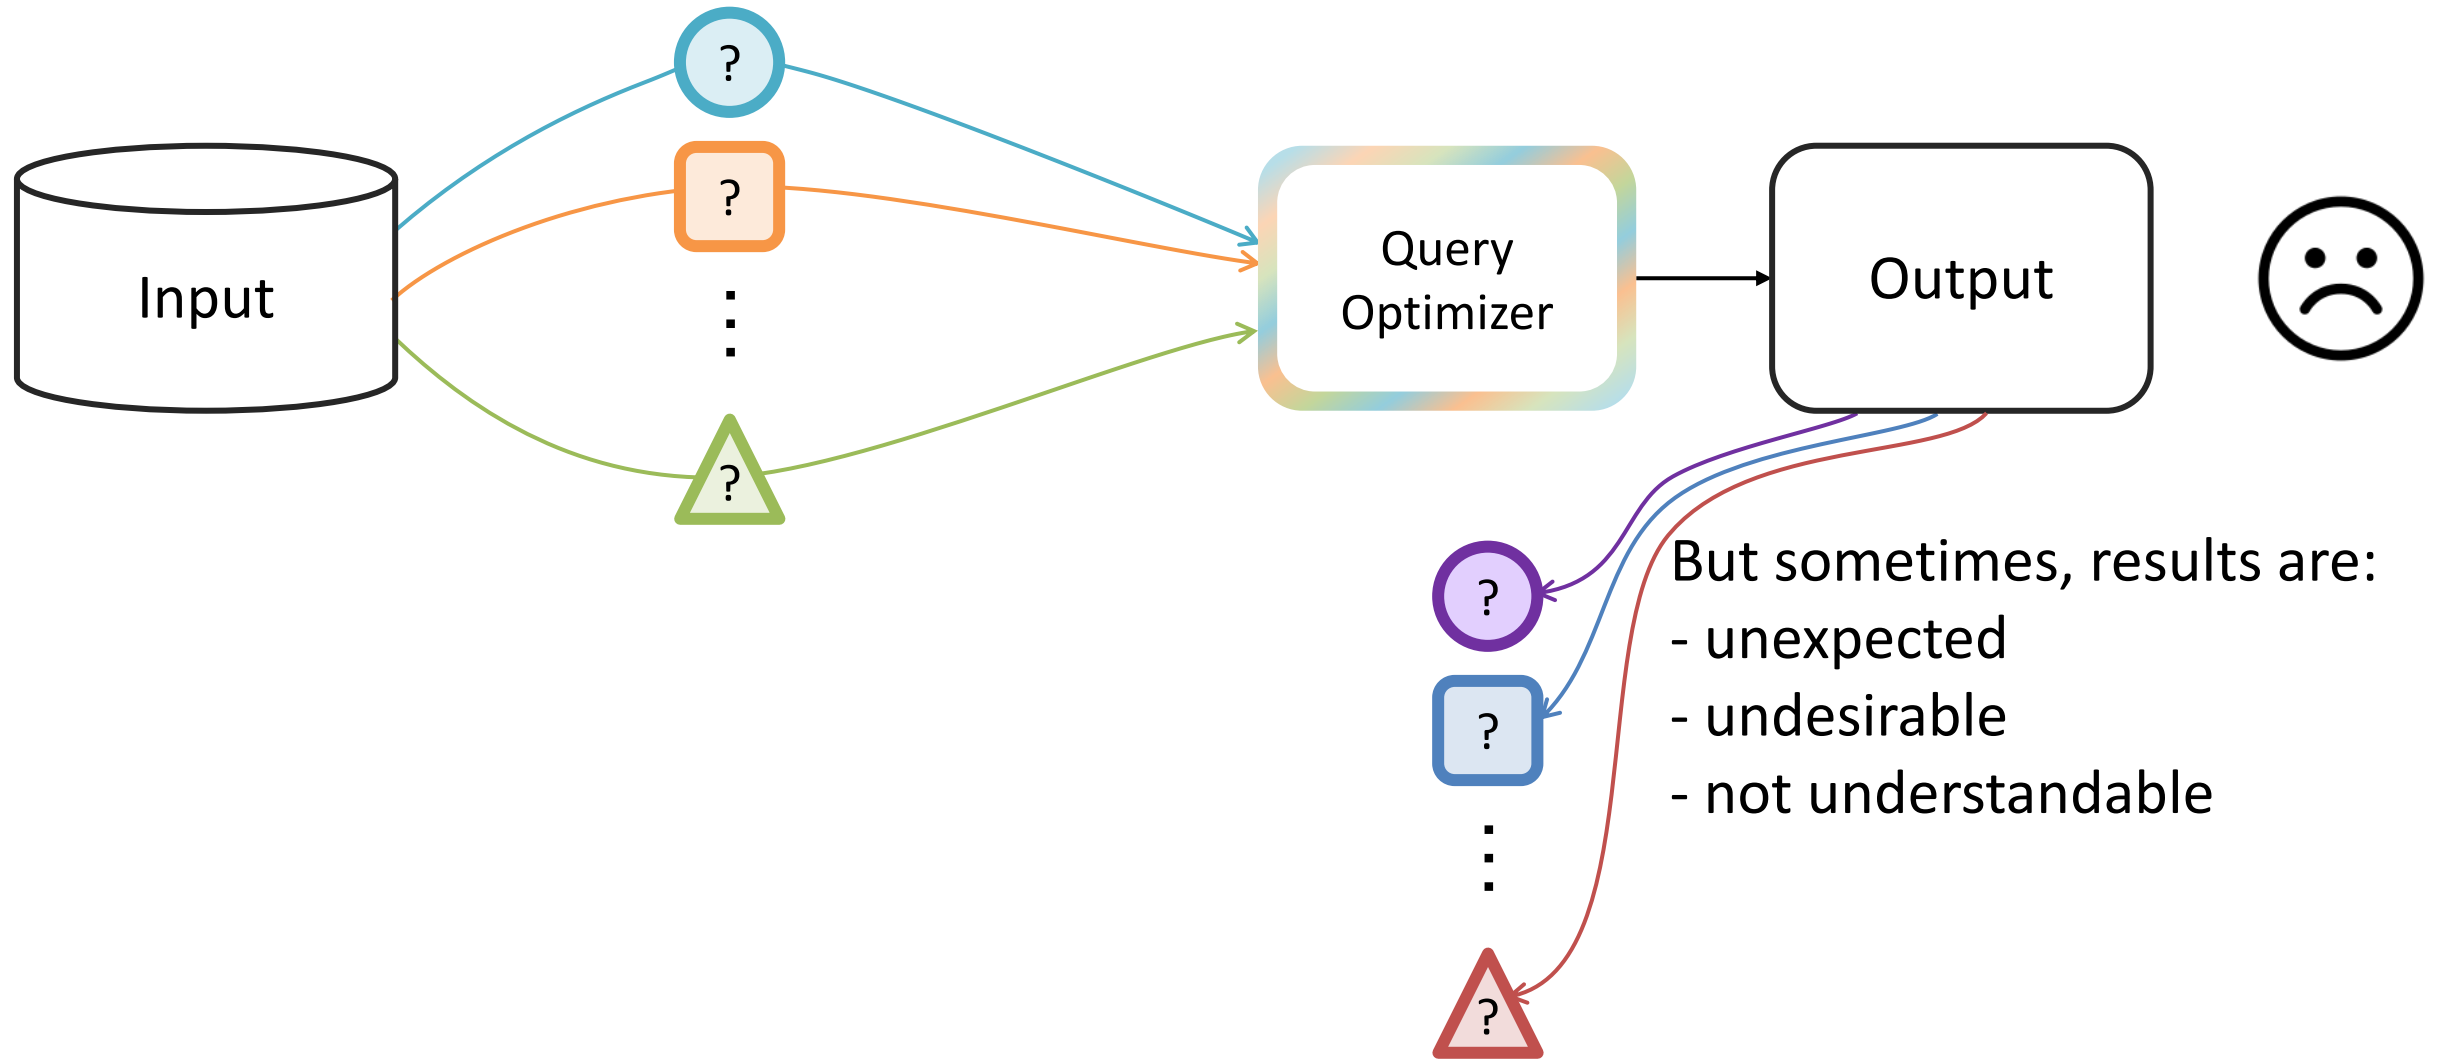 ?
?
Input
?
Query
Optimizer
Output
?
?
?
But sometimes, results are:
- unexpected
- undesirable
- not understandable